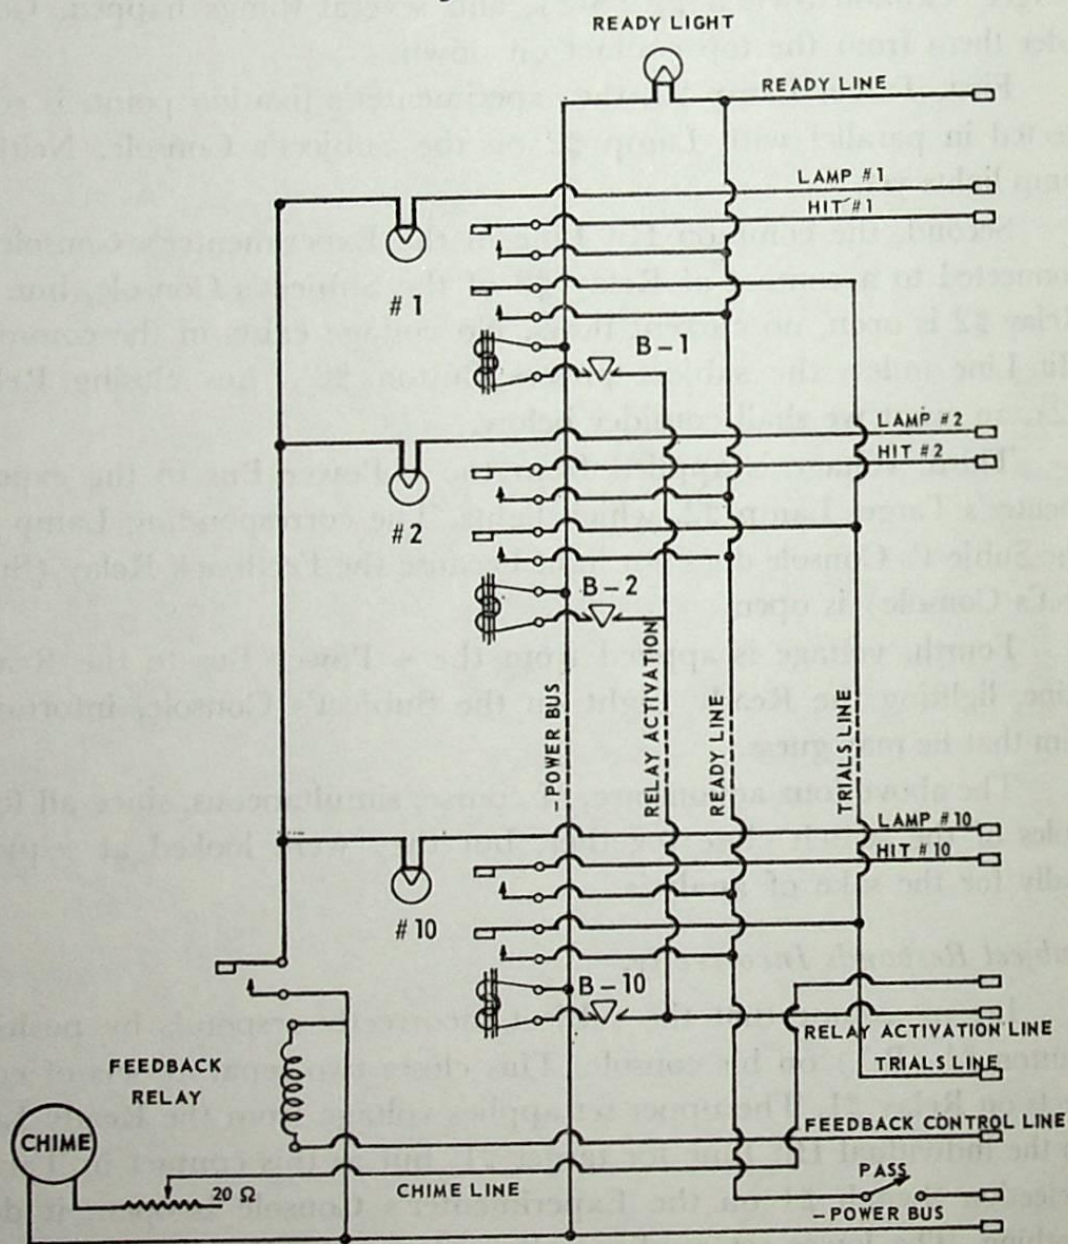 READY LIGHT
READY LINE
LAMP #1
HIT #1
#1
B-1
LAMP #2
HIT #2
#2
B-2
-POWER BUS
RELAY ACTIVATION
READY LINE
TRIALS LINE
LAMP #10
HIT #10
#10
B-10
RELAY ACTIVATION LINE
TRIALS LINE
FEEDBACK
RELAY
CHIME
FEEDBACK CONTROL LINE
20 Ω
CHIME LINE
PASS
-POWER BUS